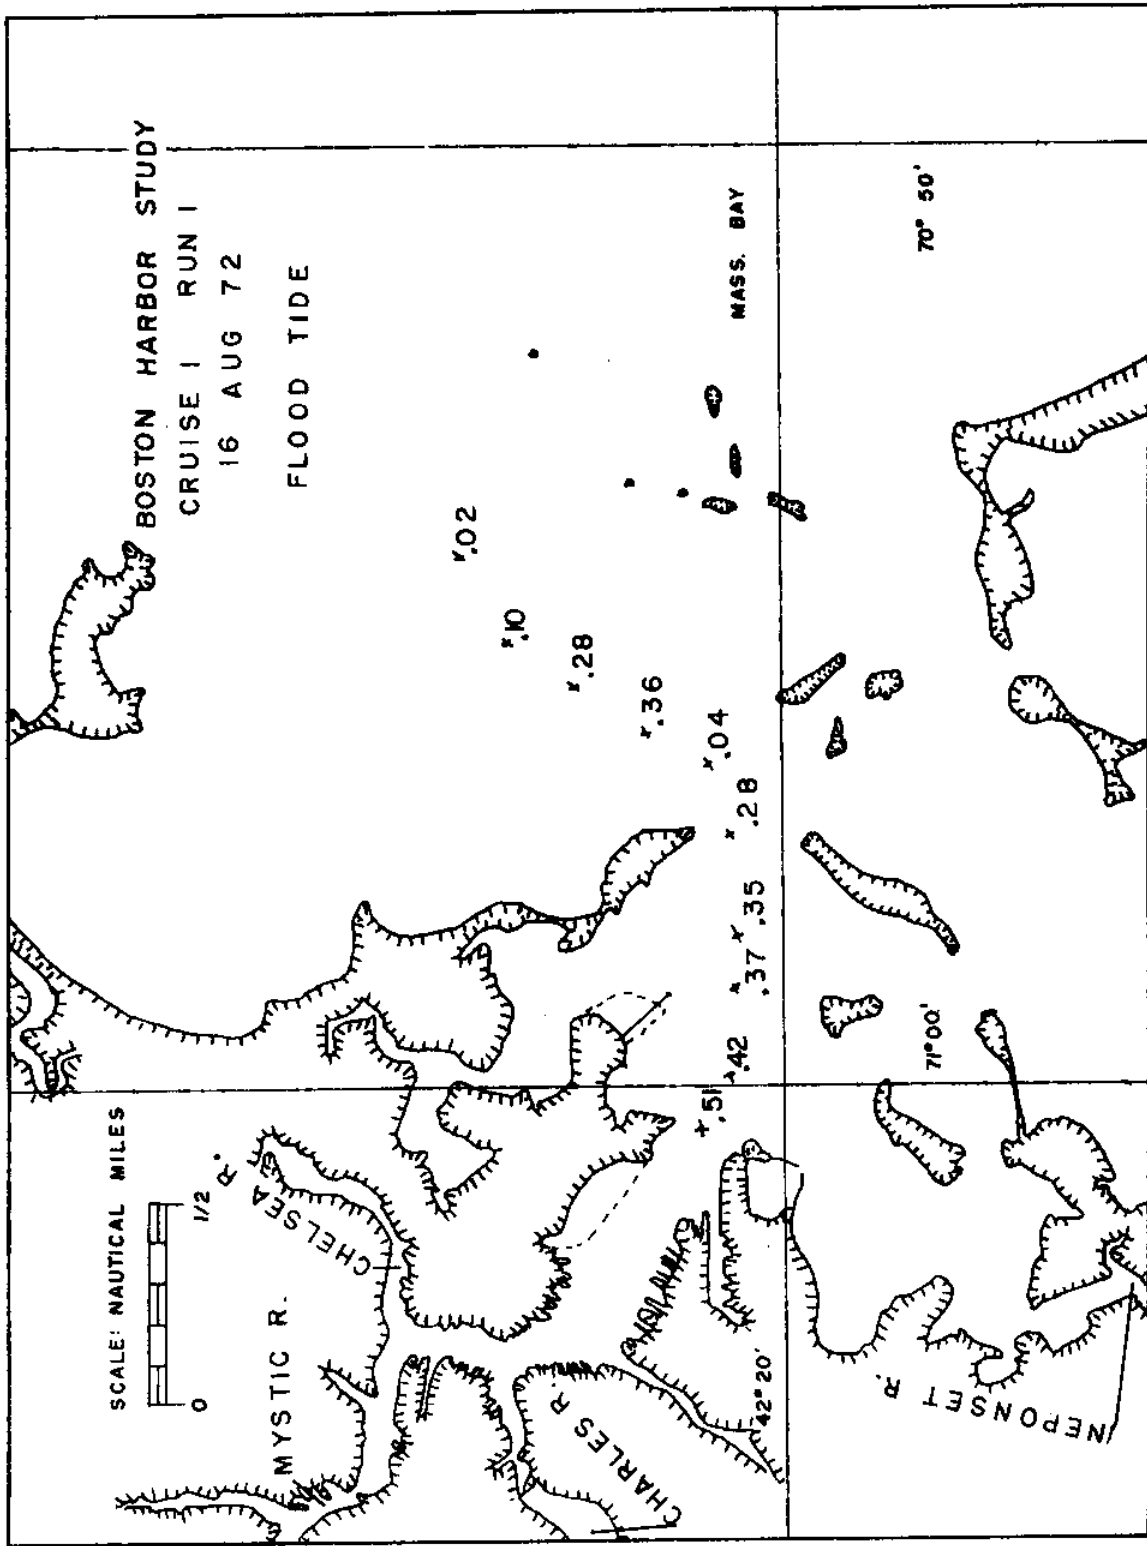 BOSTON HARBOR STUDY
CRUISE 1 RUN 1
16 AUG 72
FLOOD TIDE
SCALE: NAUTICAL MILES
0 1/2
MYSTIC R.
CHELSEA R.
CHARLES R.
NEPONSET R.
MASS. BAY
42° 20'
71° 00'
70° 50'
.51
.42
.37
.35
.28
.04
.36
.28
.10
.02